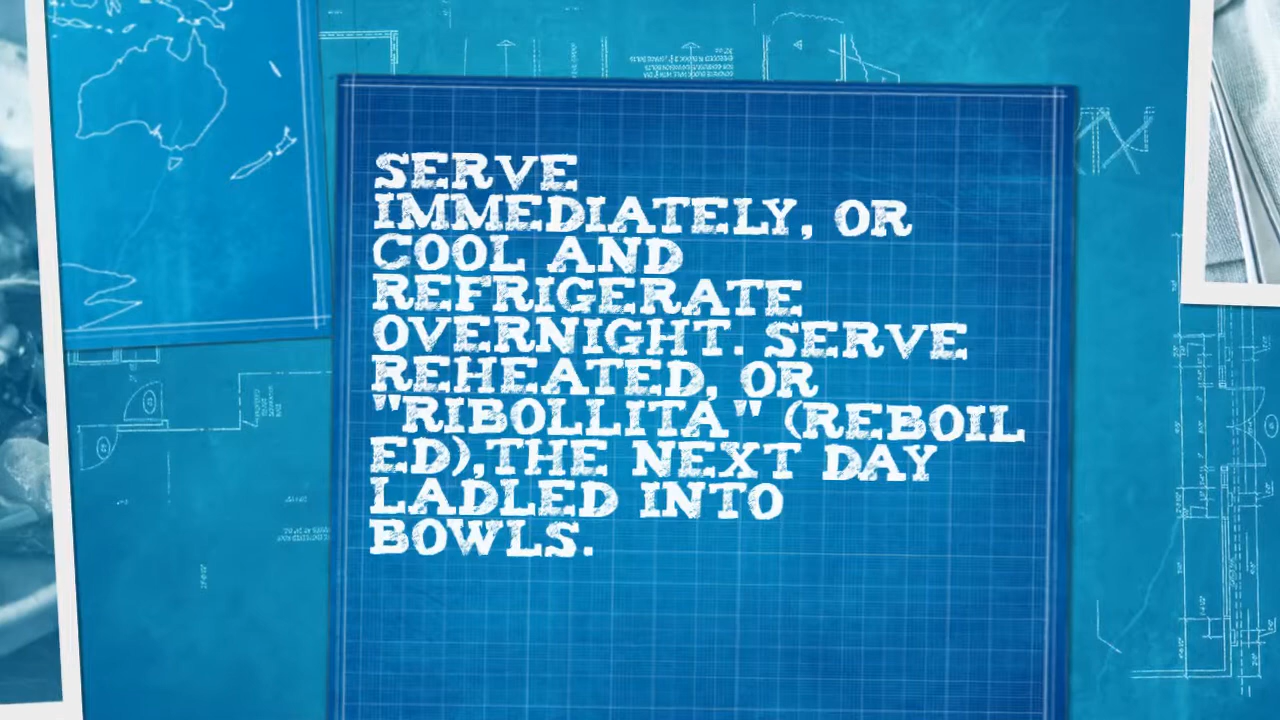 SERVE
IMMEDIATELY, OR
COOL AND
REFRIGERATE
OVERNIGHT. SERVE
REHEATED, OR
"RIBOLLITA" (REBOIL
ED),THE NEXT DAY
LADLED INTO
BOWLS.